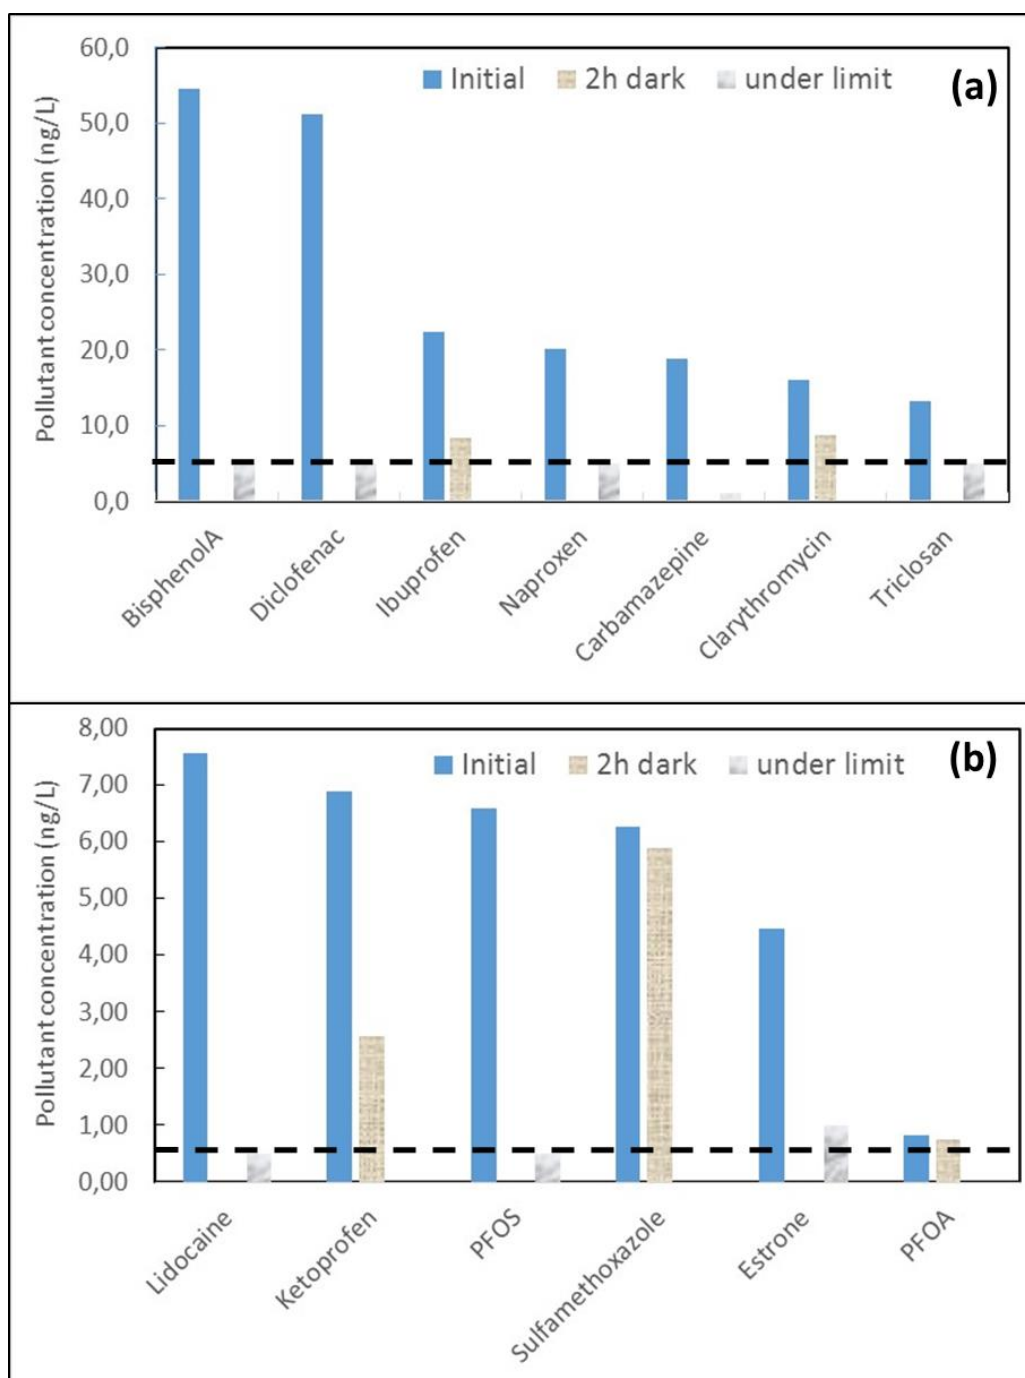 60,0
Initial 2h dark under limit (a)
50,0
40,0
30,0
20,0
10,0
0,0
Pollutant concentration (ng/L)
BisphenolA
Diclofenac
Ibuprofen
Naproxen
Carbamazepine
Clarythromycin
Triclosan
8,00
Initial 2h dark under limit (b)
7,00
6,00
5,00
4,00
3,00
2,00
1,00
0,00
Pollutant concentration (ng/L)
Lidocaine
Ketoprofen
PFOS
Sulfamethoxazole
Estrone
PFOA